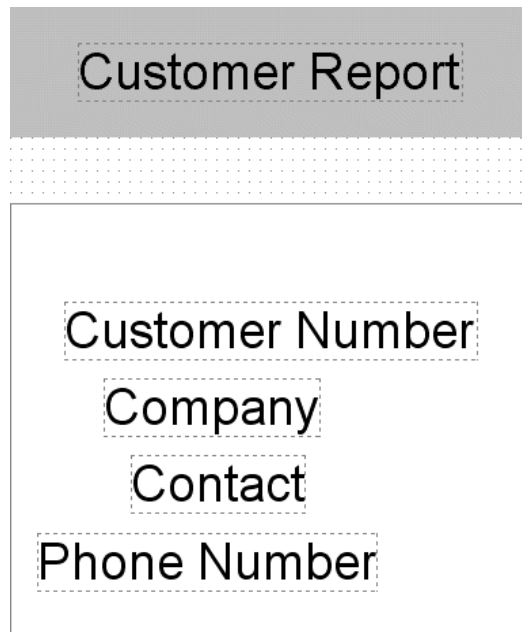 Customer Report
Customer Number
Company
Contact
Phone Number